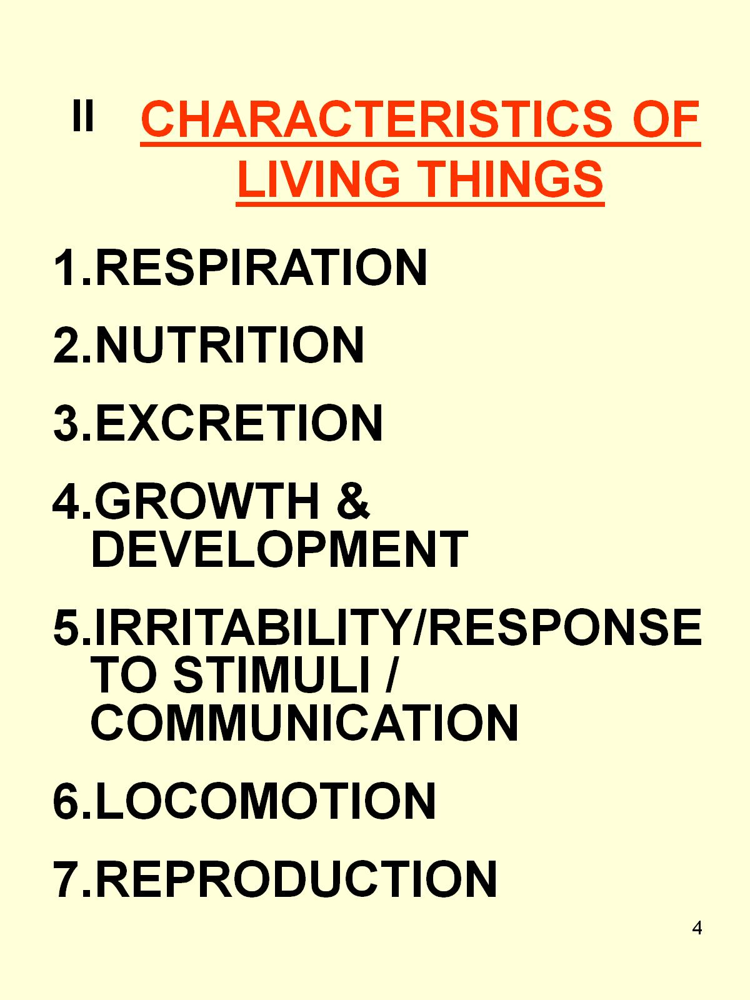 II CHARACTERISTICS OF
LIVING THINGS
1.RESPIRATION
2.NUTRITION
3.EXCRETION
4.GROWTH &
DEVELOPMENT
5.IRRITABILITY/RESPONSE
TO STIMULI /
COMMUNICATION
6.LOCOMOTION
7.REPRODUCTION
4